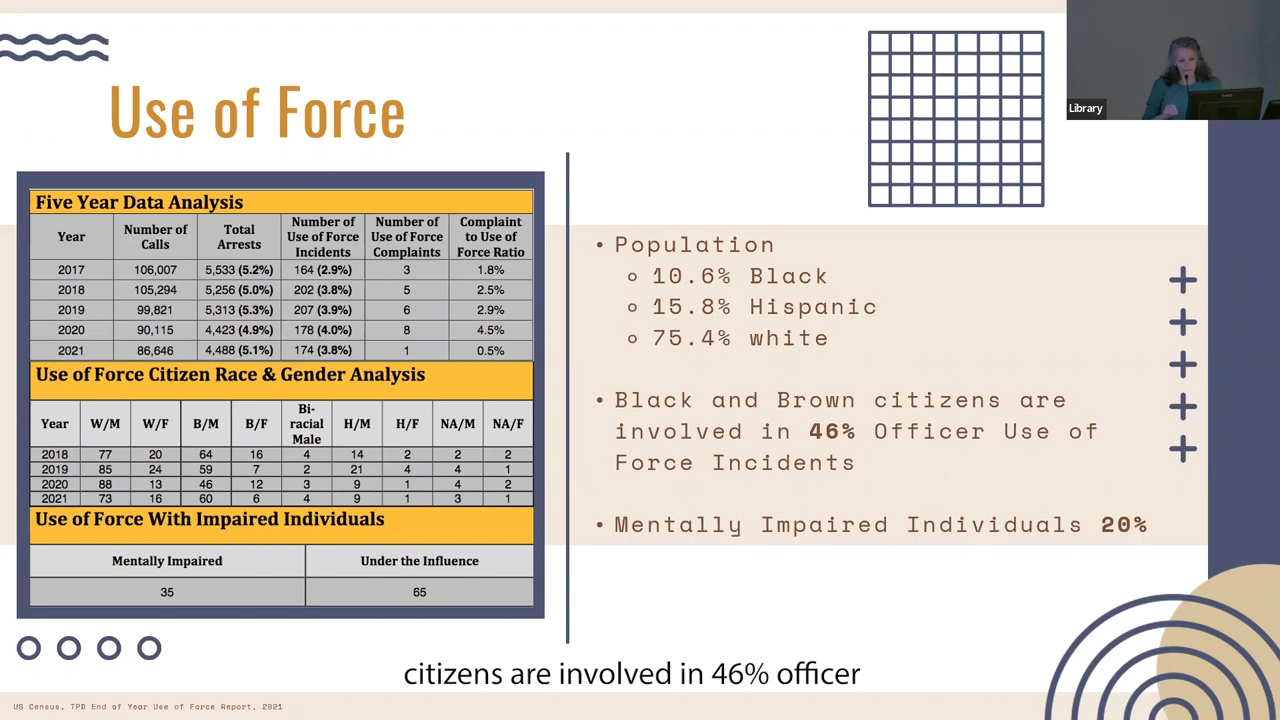 Library
Use of Force
Five Year Data Analysis
Year Number of Calls Total Arrests Number of Use of Force Incidents Number of Use of Force Complaints Complaint to Use of Force Ratio
2017 106,007 5,533 (5.2%) 164 (2.9%) 3 1.8%
2018 105,294 5,256 (5.0%) 202 (3.8%) 5 2.5%
2019 99,821 5,313 (5.3%) 207 (3.9%) 6 2.9%
2020 90,115 4,423 (4.9%) 178 (4.0%) 8 4.5%
2021 86,646 4,488 (5.1%) 174 (3.8%) 1 0.5%
Use of Force Citizen Race & Gender Analysis
Year W/M W/F B/M B/F Bi-racial Male H/M H/F NA/M NA/F
2018 77 20 64 16 4 14 2 2 2
2019 85 24 59 7 2 21 4 4 1
2020 88 13 46 12 3 9 1 4 2
2021 73 16 60 6 4 9 1 3 1
Use of Force With Impaired Individuals
Mentally Impaired Under the Influence
35 65
• Population
10.6% Black
15.8% Hispanic
75.4% white
• Black and Brown citizens are
involved in 46% Officer Use of
Force Incidents
• Mentally Impaired Individuals 20%
citizens are involved in 46% officer
US Census, TPD End of Year Use of Force Report, 2021